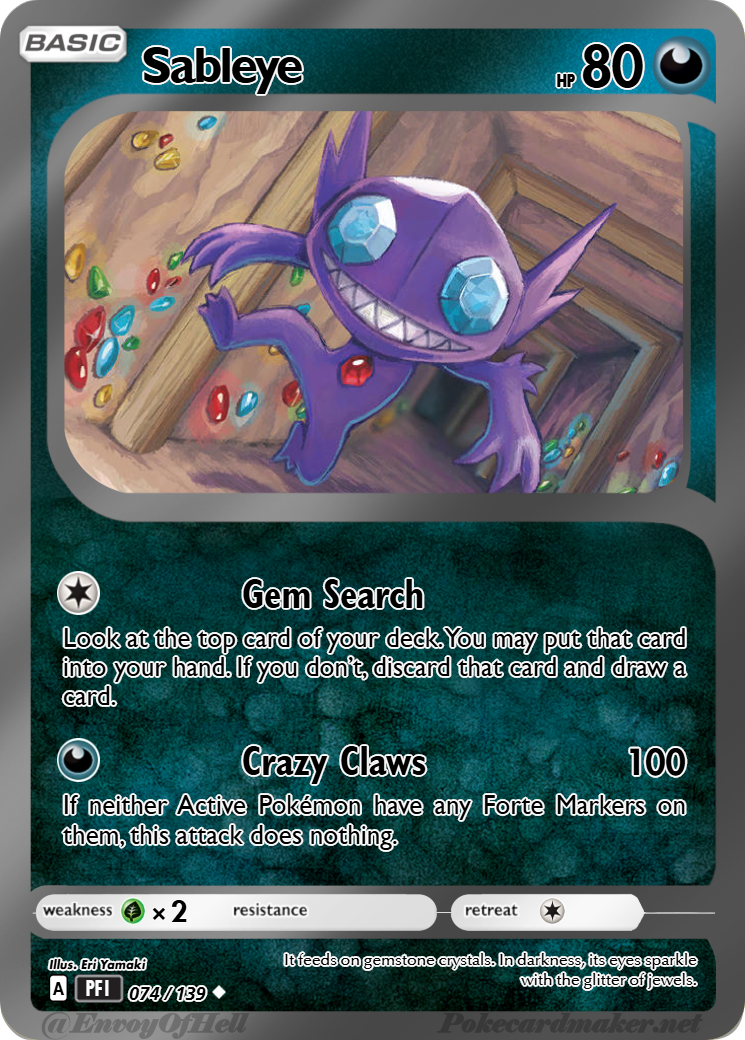 BASIC
Sableye
HP 80
Gem Search
Look at the top card of your deck. You may put that card
into your hand. If you don't, discard that card and draw a
card.
Crazy Claws 100
If neither Active Pokémon have any Forte Markers on
them, this attack does nothing.
weakness × 2 resistance retreat
Illus. Eri Yamaki
It feeds on gemstone crystals. In darkness, its eyes sparkle
with the glitter of jewels.
A PFI 074 / 139
@EnvoyOfHell Pokecardmaker.net